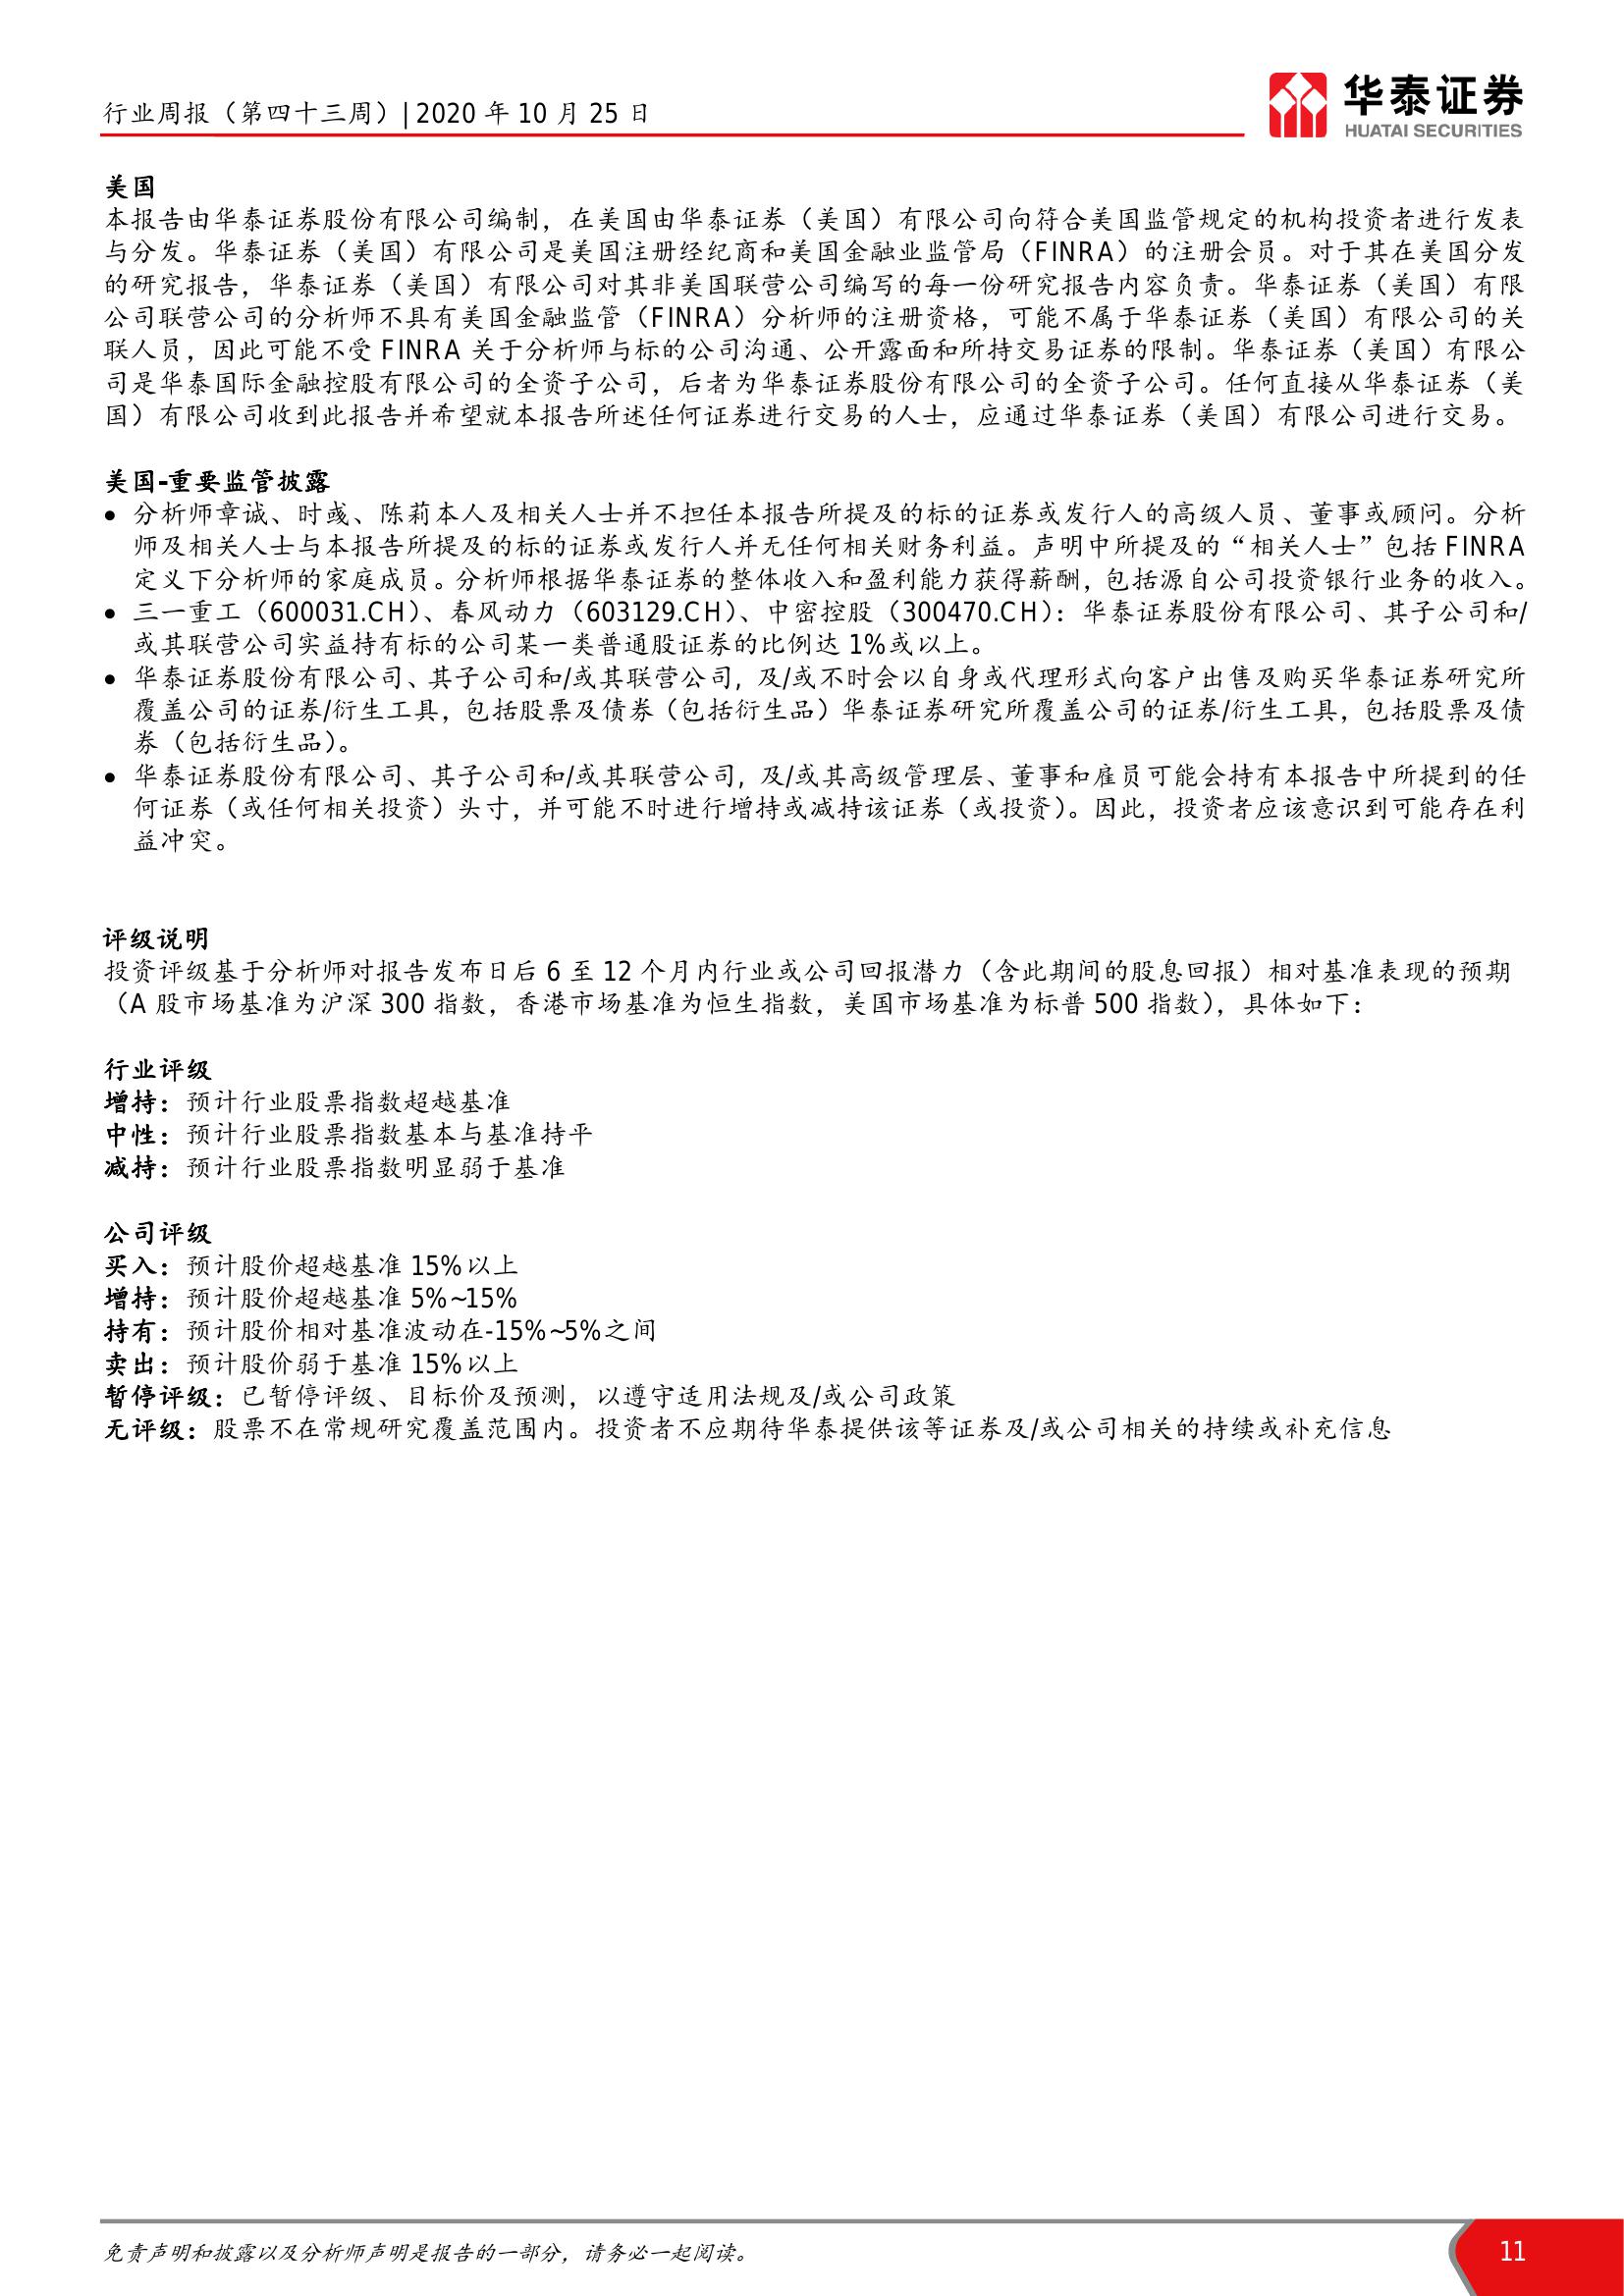 行业周报（第四十三周）| 2020 年 10 月 25 日
华泰证券
HUATAI SECURITIES
美国
本报告由华泰证券股份有限公司编制，在美国由华泰证券（美国）有限公司向符合美国监管规定的机构投资者进行发表
与分发。华泰证券（美国）有限公司是美国注册经纪商和美国金融业监管局（FINRA）的注册会员。对于其在美国分发
的研究报告，华泰证券（美国）有限公司对其非美国联营公司编写的每一份研究报告内容负责。华泰证券（美国）有限
公司联营公司的分析师不具有美国金融监管（FINRA）分析师的注册资格，可能不属于华泰证券（美国）有限公司的关
联人员，因此可能不受 FINRA 关于分析师与标的公司沟通、公开露面和所持交易证券的限制。华泰证券（美国）有限公
司是华泰国际金融控股有限公司的全资子公司，后者为华泰证券股份有限公司的全资子公司。任何直接从华泰证券（美
国）有限公司收到此报告并希望就本报告所述任何证券进行交易的人士，应通过华泰证券（美国）有限公司进行交易。
美国-重要监管披露
● 分析师章诚、时彧、陈莉本人及相关人士并不担任本报告所提及的标的证券或发行人的高级人员、董事或顾问。分析
师及相关人士与本报告所提及的标的证券或发行人并无任何相关财务利益。声明中所提及的“相关人士”包括 FINRA
定义下分析师的家庭成员。分析师根据华泰证券的整体收入和盈利能力获得薪酬，包括源自公司投资银行业务的收入。
● 三一重工（600031.CH）、春风动力（603129.CH）、中密控股（300470.CH）：华泰证券股份有限公司、其子公司和/
或其联营公司实益持有标的公司某一类普通股证券的比例达 1%或以上。
● 华泰证券股份有限公司、其子公司和/或其联营公司, 及/或不时会以自身或代理形式向客户出售及购买华泰证券研究所
覆盖公司的证券/衍生工具，包括股票及债券（包括衍生品）华泰证券研究所覆盖公司的证券/衍生工具，包括股票及债
券（包括衍生品）。
● 华泰证券股份有限公司、其子公司和/或其联营公司, 及/或其高级管理层、董事和雇员可能会持有本报告中所提到的任
何证券（或任何相关投资）头寸，并可能不时进行增持或减持该证券（或投资）。因此，投资者应该意识到可能存在利
益冲突。
评级说明
投资评级基于分析师对报告发布日后 6 至 12 个月内行业或公司回报潜力（含此期间的股息回报）相对基准表现的预期
（A 股市场基准为沪深 300 指数，香港市场基准为恒生指数，美国市场基准为标普 500 指数），具体如下：
行业评级
增持：预计行业股票指数超越基准
中性：预计行业股票指数基本与基准持平
减持：预计行业股票指数明显弱于基准
公司评级
买入：预计股价超越基准 15%以上
增持：预计股价超越基准 5%~15%
持有：预计股价相对基准波动在-15%~5%之间
卖出：预计股价弱于基准 15%以上
暂停评级：已暂停评级、目标价及预测，以遵守适用法规及/或公司政策
无评级：股票不在常规研究覆盖范围内。投资者不应期待华泰提供该等证券及/或公司相关的持续或补充信息
免责声明和披露以及分析师声明是报告的一部分，请务必一起阅读。
11